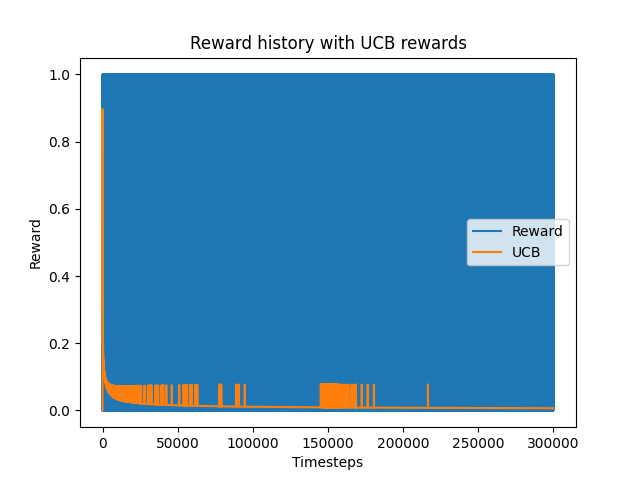 Reward history with UCB rewards
Reward
1.0
0.8
0.6
0.4
0.2
0.0
Reward
UCB
0 50000 100000 150000 200000 250000 300000
Timesteps